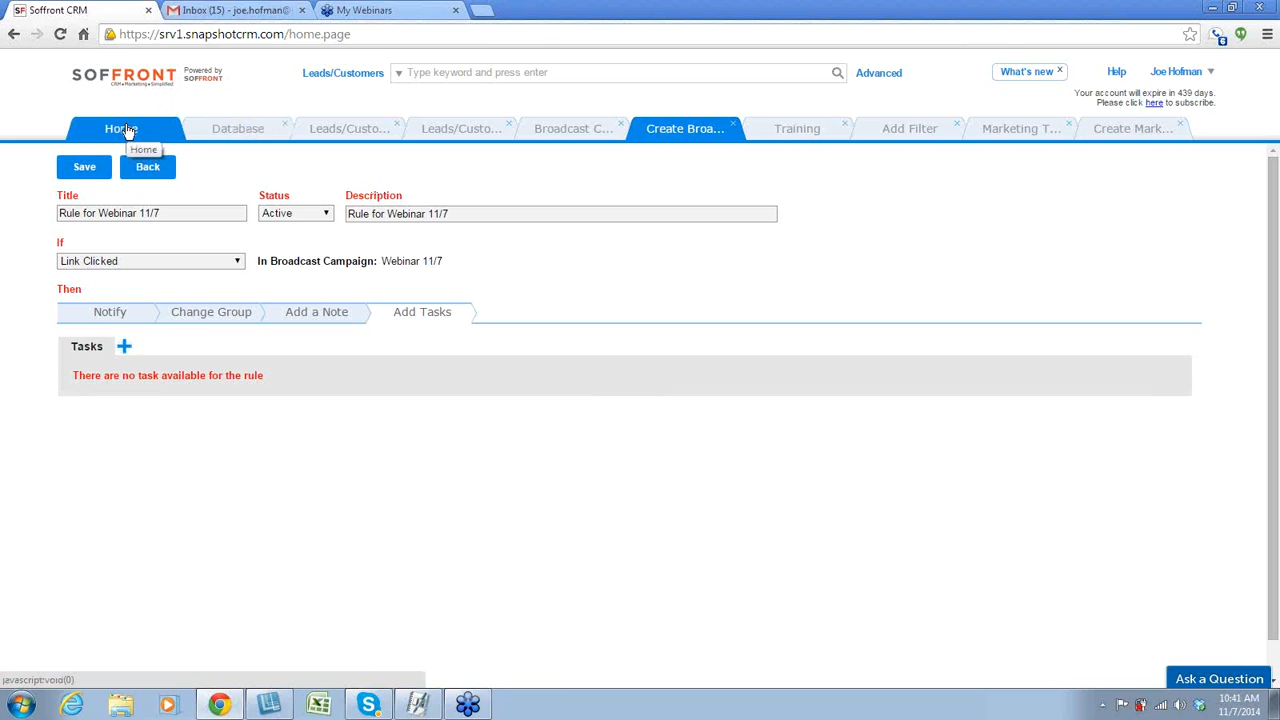 Soffront CRM
Inbox (15) - joe.hofman@
My Webinars
https://srv1.snapshotcrm.com/home.page
SOFFRONT
CRM • Marketing • Simplified
Powered by
SOFFRONT
Leads/Customers
Type keyword and press enter
Advanced
What's new x
Help
Joe Hofman
Your account will expire in 439 days.
Please click here to subscribe.
Home
Database
Leads/Custo...
Leads/Custo...
Broadcast C...
Create Broa...
Training
Add Filter
Marketing T...
Create Mark...
Home
Save
Back
Title
Status
Description
Rule for Webinar 11/7
Active
Rule for Webinar 11/7
If
Link Clicked
In Broadcast Campaign: Webinar 11/7
Then
Notify
Change Group
Add a Note
Add Tasks
Tasks
There are no task available for the rule
javascript:void(0)
Ask a Question
10:41 AM
11/7/2014